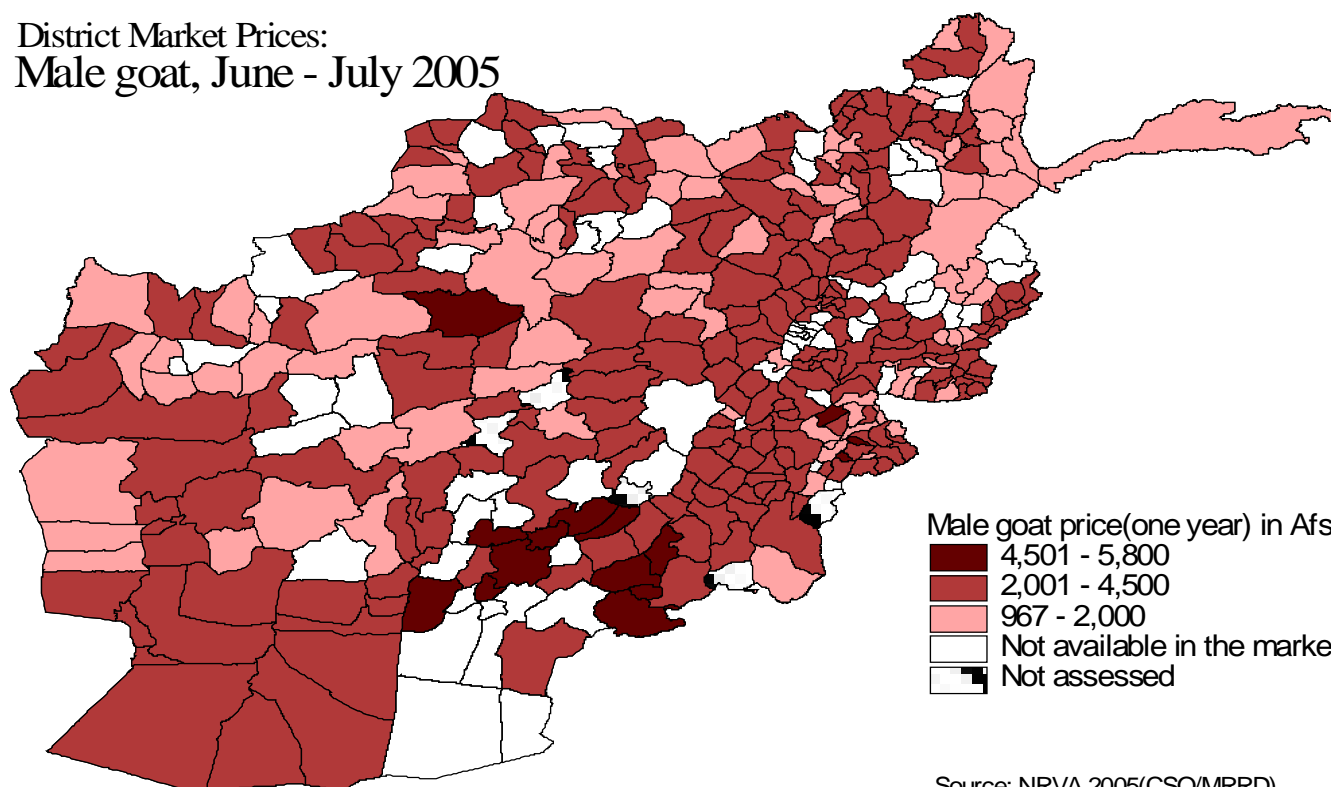 District Market Prices:
Male goat, June - July 2005
Male goat price(one year) in Afs
4,501 - 5,800
2,001 - 4,500
967 - 2,000
Not available in the marke
Not assessed
Source: NRVA 2005(CSO/MRRD)